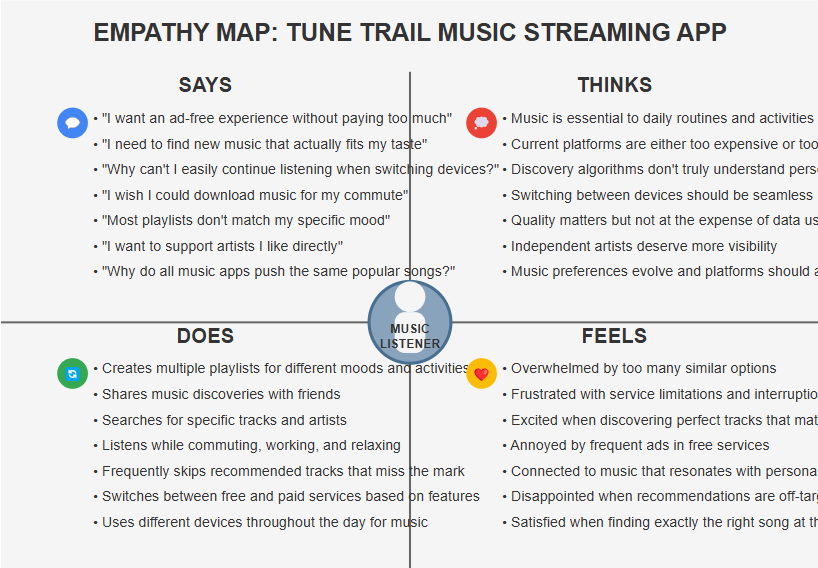 EMPATHY MAP: TUNE TRAIL MUSIC STREAMING APP
SAYS
• "I want an ad-free experience without paying too much"
• "I need to find new music that actually fits my taste"
• "Why can't I easily continue listening when switching devices?"
• "I wish I could download music for my commute"
• "Most playlists don't match my specific mood"
• "I want to support artists I like directly"
• "Why do all music apps push the same popular songs?"
THINKS
• Music is essential to daily routines and activities
• Current platforms are either too expensive or too
• Discovery algorithms don't truly understand
• Switching between devices should be seamless
• Quality matters but not at the expense of data
• Independent artists deserve more visibility
• Music preferences evolve and platforms should
MUSIC
LISTENER
DOES
• Creates multiple playlists for different moods and activities
• Shares music discoveries with friends
• Searches for specific tracks and artists
• Listens while commuting, working, and relaxing
• Frequently skips recommended tracks that miss the mark
• Switches between free and paid services based on features
• Uses different devices throughout the day for music
FEELS
• Overwhelmed by too many similar options
• Frustrated with service limitations and
• Excited when discovering perfect tracks that
• Annoyed by frequent ads in free services
• Connected to music that resonates with
• Disappointed when recommendations are
• Satisfied when finding exactly the right song at